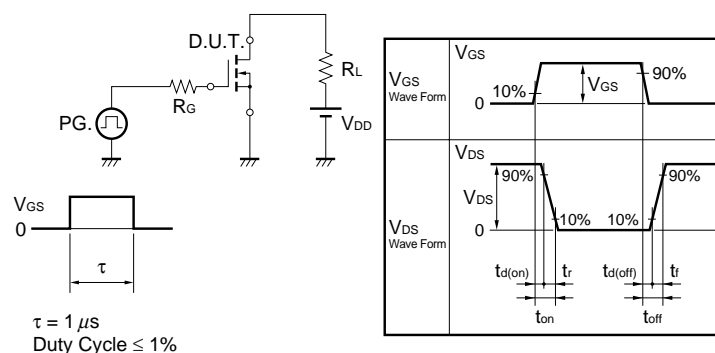 D.U.T.
RL
RG
PG.
VDD
VGS
0
τ
τ = 1 μs
Duty Cycle ≤ 1%
VGS
Wave Form
VGS
10%
0
VGS
90%
VDS
Wave Form
VDS
90%
VDS
0
10%
10%
90%
td(on)
tr
td(off)
tf
ton
toff